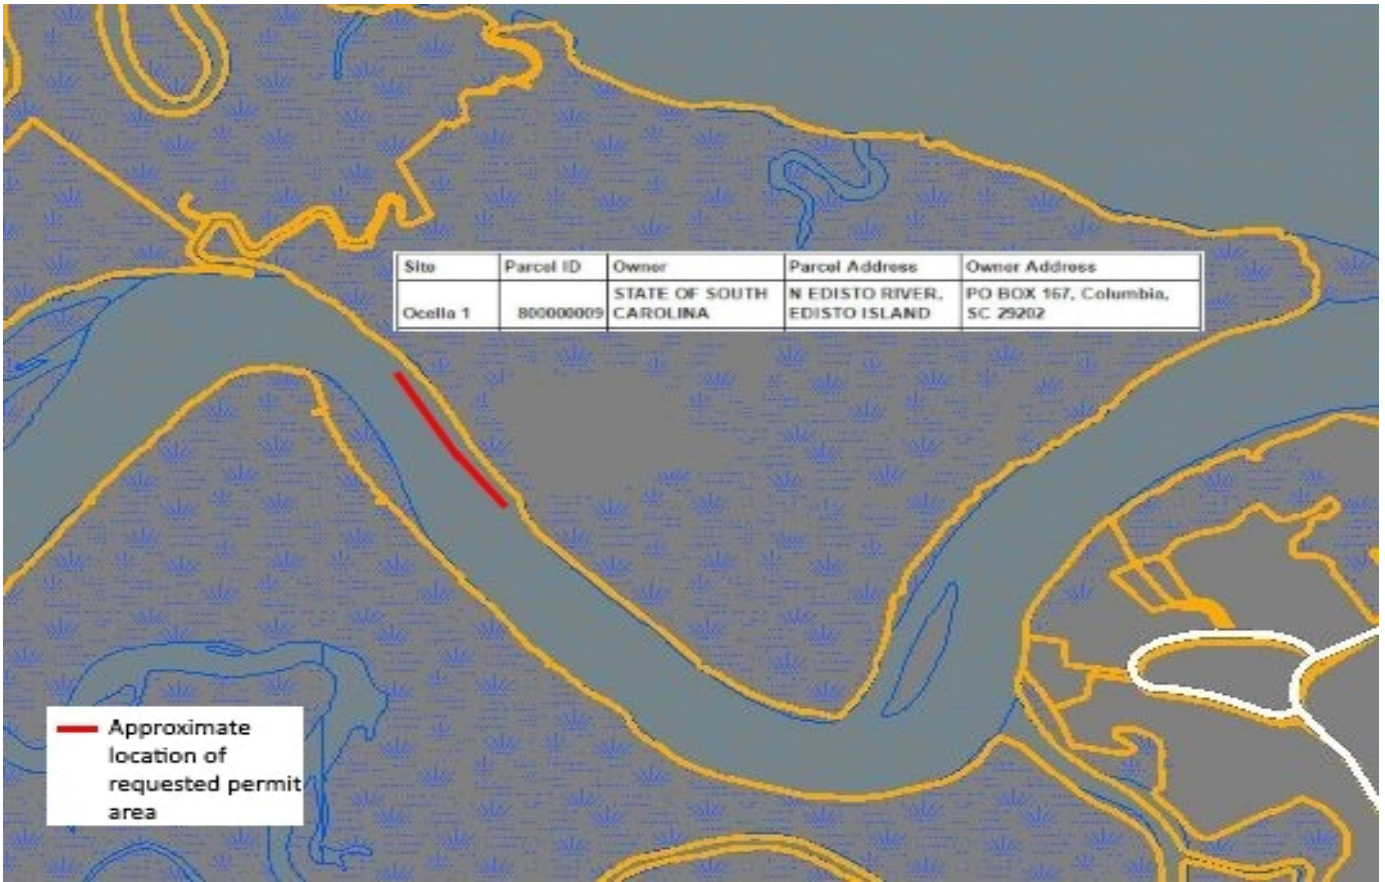 Site Parcel ID Owner Parcel Address Owner Address
STATE OF SOUTH N EDISTO RIVER, PO BOX 167, Columbia,
Ocella 1 800000009 CAROLINA EDISTO ISLAND SC 29202
Approximate
location of
requested permit
area